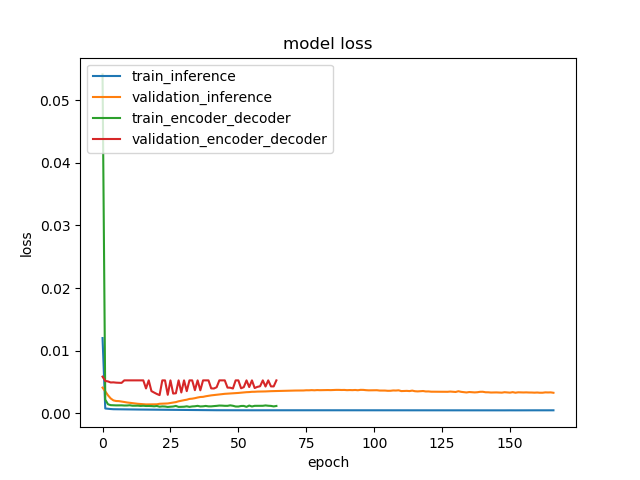 model loss
train_inference
validation_inference
train_encoder_decoder
validation_encoder_decoder
0.05
0.04
0.03
0.02
0.01
0.00
loss
0 25 50 75 100 125 150
epoch